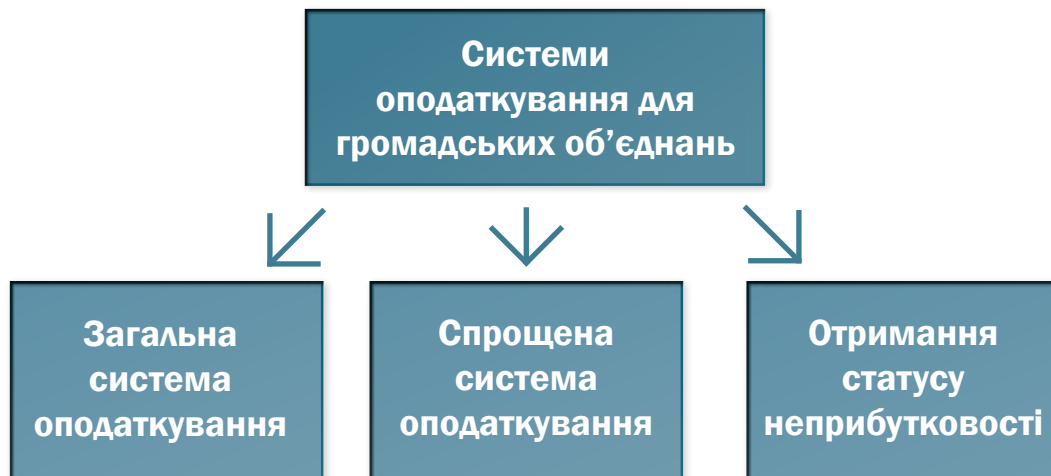 Системи
оподаткування для
громадських об’єднань
Загальна
система
оподаткування
Спрощена
система
оподаткування
Отримання
статусу
неприбутковості